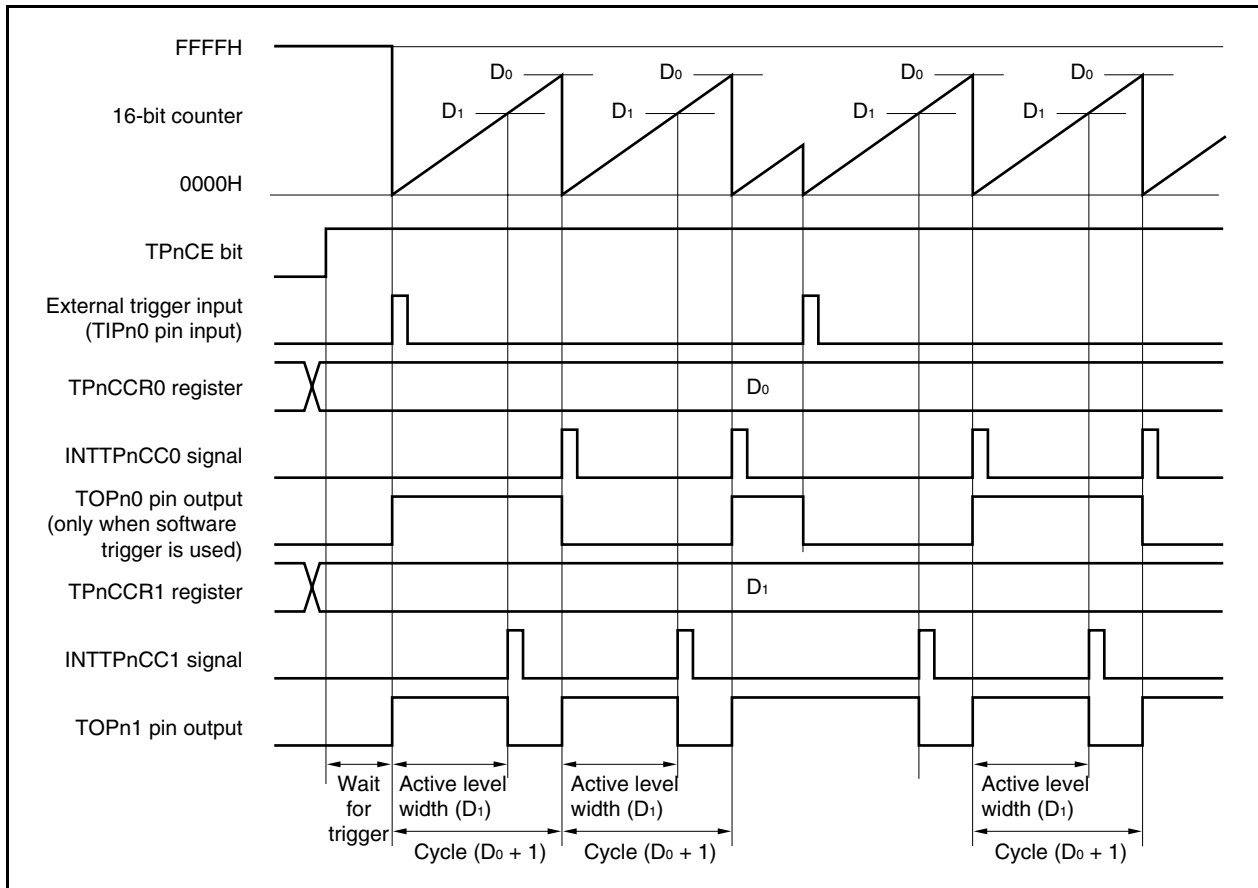 FFFFH
D0
D0
D0
D0
16-bit counter
D1
D1
D1
D1
0000H
TPnCE bit
External trigger input
(TIPn0 pin input)
TPnCCR0 register
D0
INTTPnCC0 signal
TOPn0 pin output
(only when software
trigger is used)
TPnCCR1 register
D1
INTTPnCC1 signal
TOPn1 pin output
Wait
for
trigger
Active level
width (D1)
Active level
width (D1)
Active level
width (D1)
Cycle (D0 + 1)
Cycle (D0 + 1)
Cycle (D0 + 1)